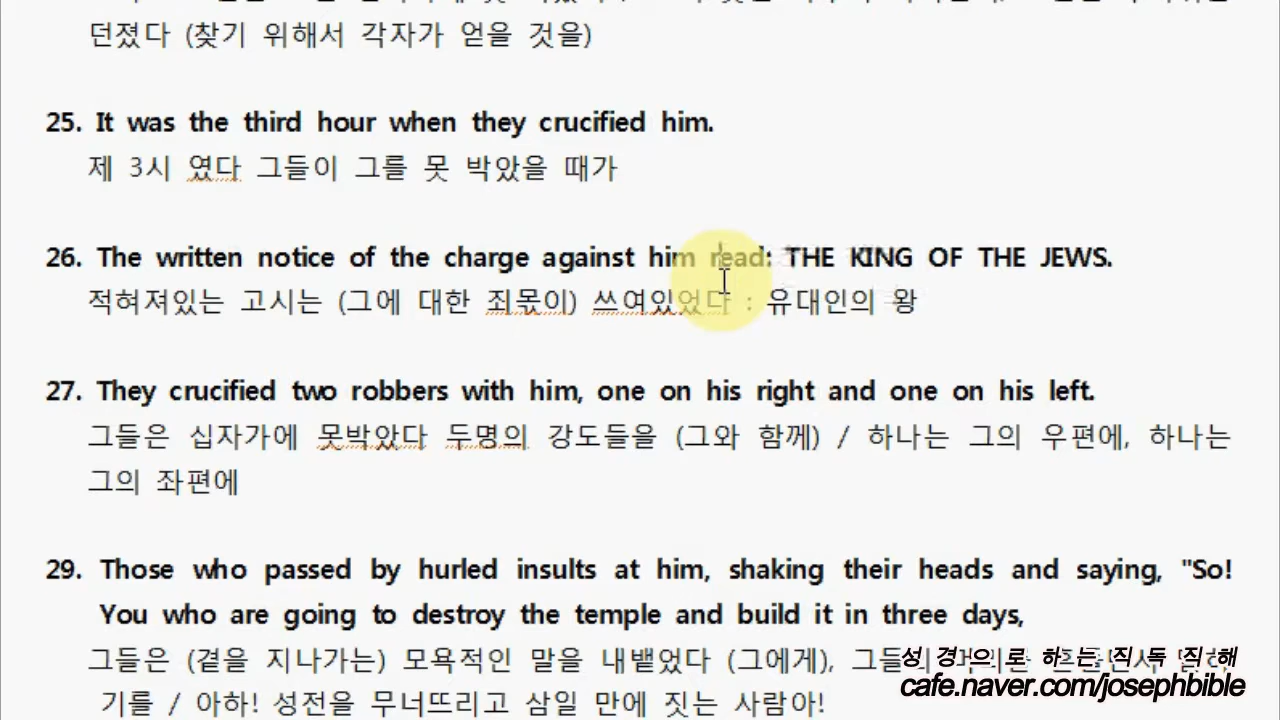 던졌다 (찾기 위해서 각자가 얻을 것을)
25. It was the third hour when they crucified him.
제 3시 였다 그들이 그를 못 박았을 때가
26. The written notice of the charge against him read: THE KING OF THE JEWS.
적혀져있는 고시는 (그에 대한 죄몫이) 쓰여있었다 : 유대인의 왕
27. They crucified two robbers with him, one on his right and one on his left.
그들은 십자가에 못박았다 두명의 강도들을 (그와 함께) / 하나는 그의 우편에, 하나는
그의 좌편에
29. Those who passed by hurled insults at him, shaking their heads and saying, "So!
You who are going to destroy the temple and build it in three days,
그들은 (곁을 지나가는) 모욕적인 말을 내뱉었다 (그에게),
기를 / 아하! 성전을 무너뜨리고 삼일 만에 짓는 사람아!
성경으로 하는 직독직해
cafe.naver.com/josephbible